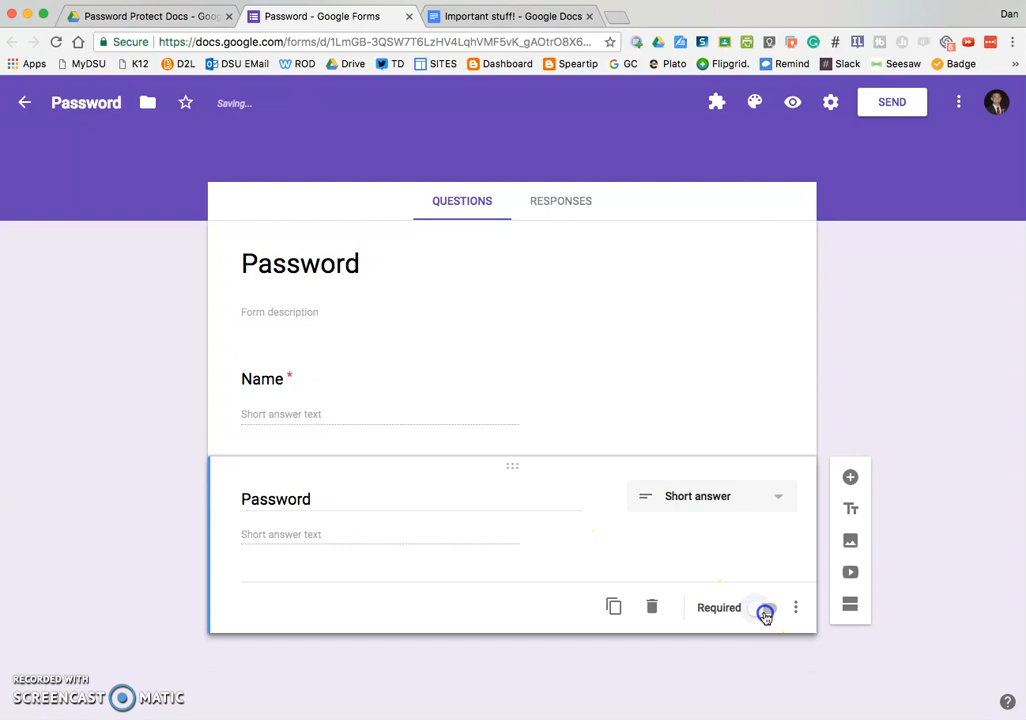 Password Protect Docs - Goo
Password - Google Forms
Important stuff! - Google Docs
Dan
Secure
https://docs.google.com/forms/d/1LmGB-3QSW7T6LzHV4LqhVMF5vK_gAOtrO8X6...
Apps
MyDSU
K12
D2L
DSU EMail
ROD
Drive
TD
SITES
Dashboard
Speartip
GC
Plato
Flipgrid.
Remind
Slack
Seesaw
Badge
»
Password
Saving...
SEND
QUESTIONS
RESPONSES
Password
Form description
Name *
Short answer text
Password
Short answer
Short answer text
Required
RECORDED WITH
SCREENCAST MATIC